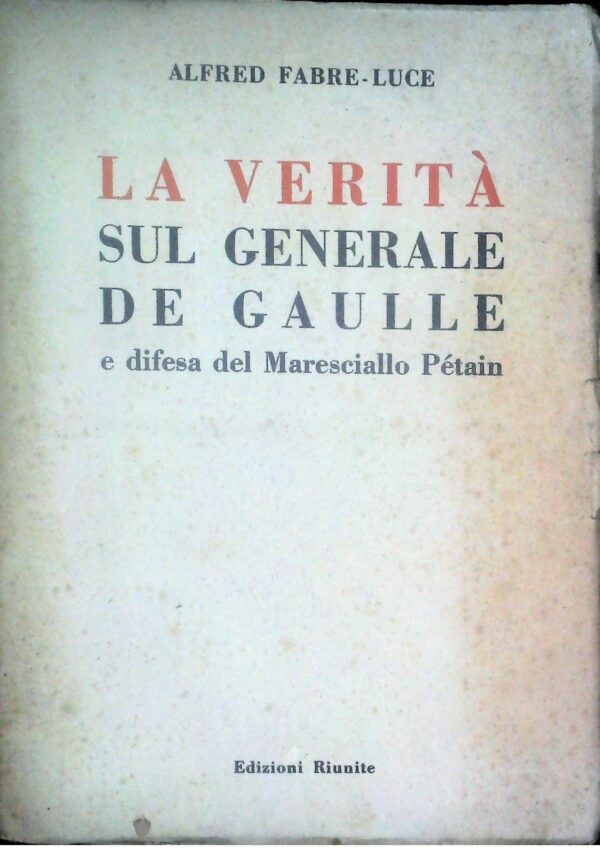 ALFRED FABRE-LUCE
LA VERITÀ
SUL GENERALE
DE GAULLE
e difesa del Maresciallo Pétain
Edizioni Riunite